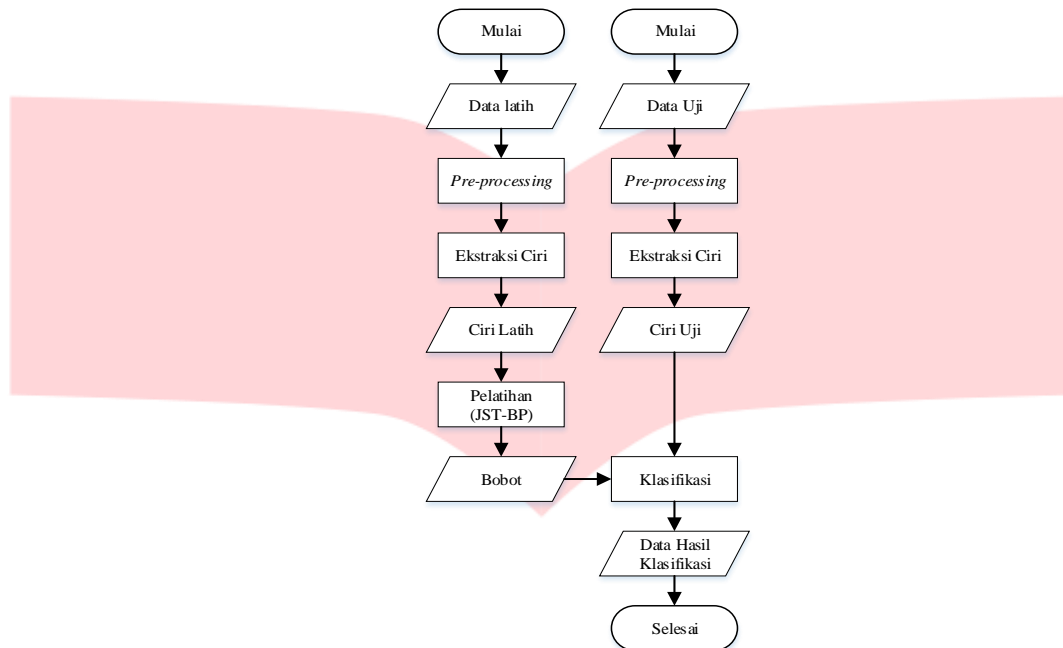 Mulai
Data latih
Pre-processing
Ekstraksi Ciri
Ciri Latih
Pelatihan
(JST-BP)
Bobot
Mulai
Data Uji
Pre-processing
Ekstraksi Ciri
Ciri Uji
Klasifikasi
Data Hasil
Klasifikasi
Selesai